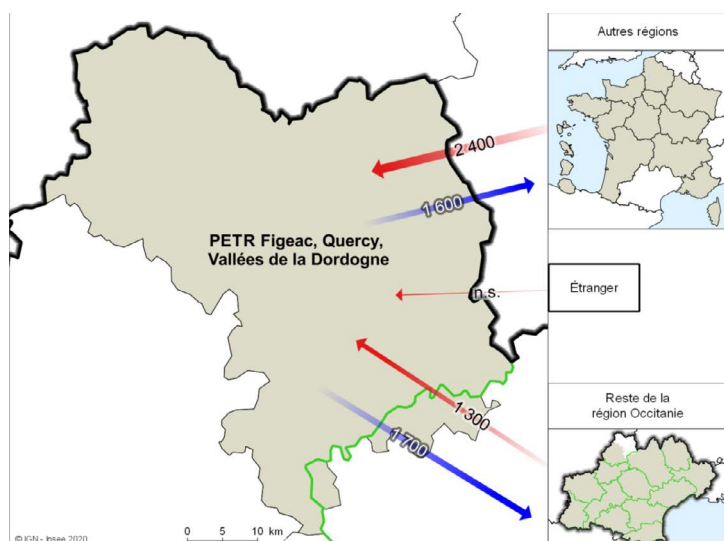 Autres régions
2 400
1 600
PETR Figeac, Quercy,
Vallées de la Dordogne
n.s.
Étranger
1 300
1 700
Reste de la
région Occitanie
0 5 10 km
© IGN - Insee 2020